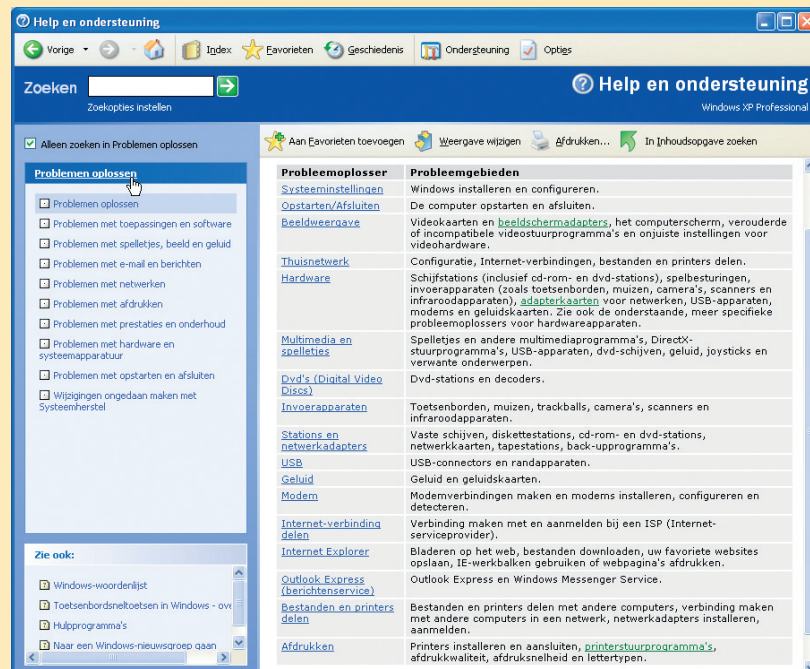 Help en ondersteuning
Vorige Index Favorieten Geschiedenis Ondersteuning Opties
Zoeken
Zoekopties instellen
Help en ondersteuning
Windows XP Professional
Alleen zoeken in Problemen oplossen
Problemen oplossen
Problemen oplossen
Problemen met toepassingen en software
Problemen met spelletjes, beeld en geluid
Problemen met e-mail en berichten
Problemen met netwerken
Problemen met afdrukken
Problemen met prestaties en onderhoud
Problemen met hardware en
systeemapparatuur
Problemen met opstarten en afsluiten
Wijzigingen ongedaan maken met
Systeemherstel
Zie ook:
Windows-woordenlijst
Toetsenbordsneltoetsen in Windows - ove
Hulpprogramma's
Naar een Windows-nieuwsgroep gaan
Aan Favorieten toevoegen Weergave wijzigen Afdrukken... In Inhoudsopgave zoeken
Probleemoplosser Probleemgebieden
Systeeminstellingen Windows installeren en configureren.
Opstarten/Afsluiten De computer opstarten en afsluiten.
Beeldweergave Videokaarten en beeldschermadapters, het computerscherm, verouderde
of incompatibele videostuurprogramma's en onjuiste instellingen voor
videohardware.
Thuisnetwerk Configuratie, Internet-verbindingen, bestanden en printers delen.
Hardware Schijfstations (inclusief cd-rom- en dvd-stations), spelbesturingen,
invoerapparaten (zoals toetsenborden, muizen, camera's, scanners en
infraroodapparaten), adapterkaarten voor netwerken, USB-apparaten,
modems en geluidskaarten. Zie ook de onderstaande, meer specifieke
probleemoplossers voor hardwareapparaten.
Multimedia en Spelletjes en andere multimediaprogramma's, DirectX-
spelletjes stuurprogramma's, USB-apparaten, dvd-schijven, geluid, joysticks en
verwante onderwerpen.
Dvd's (Digital Video Dvd-stations en decoders.
Discs)
Invoerapparaten Toetsenborden, muizen, trackballs, camera's, scanners en
infraroodapparaten.
Stations en Vaste schijven, diskettestations, cd-rom- en dvd-stations,
netwerkadapters netwerkkaarten, tapestations, back-upprogramma's.
USB USB-connectors en randapparaten.
Geluid Geluid en geluidskaarten.
Modem Modemverbindingen maken en modems installeren, configureren en
detecteren.
Internet-verbinding Verbinding maken met en aanmelden bij een ISP (Internet-
delen serviceprovider).
Internet Explorer Bladeren op het web, bestanden downloaden, uw favoriete websites
opslaan, IE-werkbalken gebruiken of webpagina's afdrukken.
Outlook Express Outlook Express en Windows Messenger Service.
(berichtenservice)
Bestanden en printers Bestanden en printers delen met andere computers, verbinding maken
delen met andere computers in een netwerk, netwerkadapters installeren,
aanmelden.
Afdrukken Printers installeren en aansluiten, printerstuurprogramma's,
afdrukkwaliteit, afdruksnelheid en lettertypen.